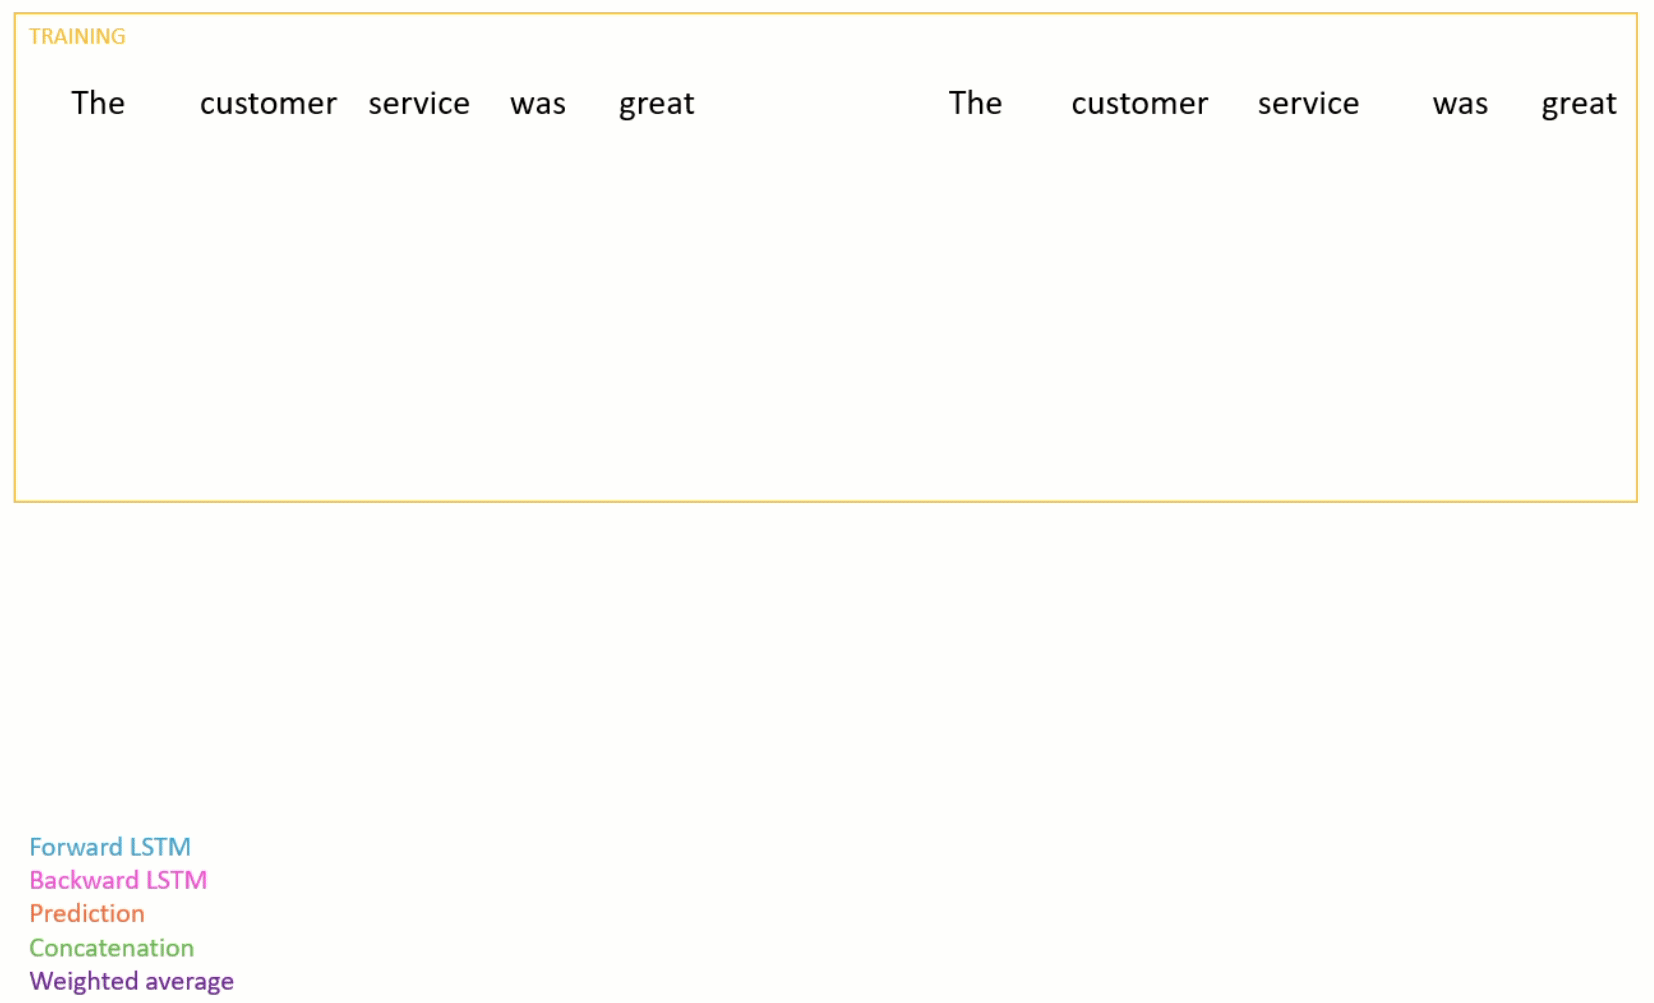 TRAINING
The customer service was great The customer service was great
Forward LSTM
Backward LSTM
Prediction
Concatenation
Weighted average